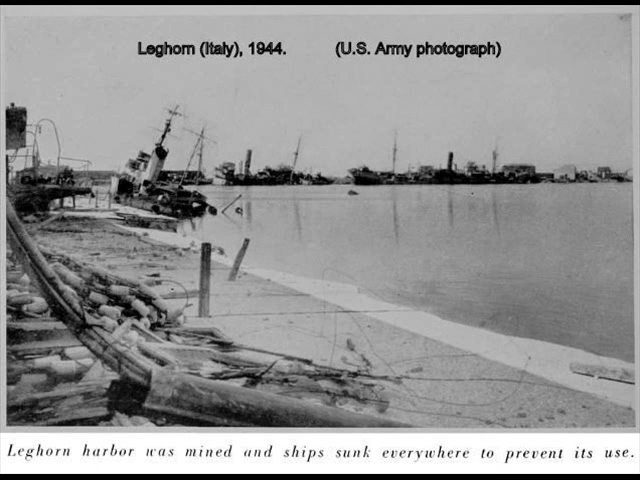 Leghorn (Italy), 1944. (U.S. Army photograph)
Leghorn harbor was mined and ships sunk everywhere to prevent its use.